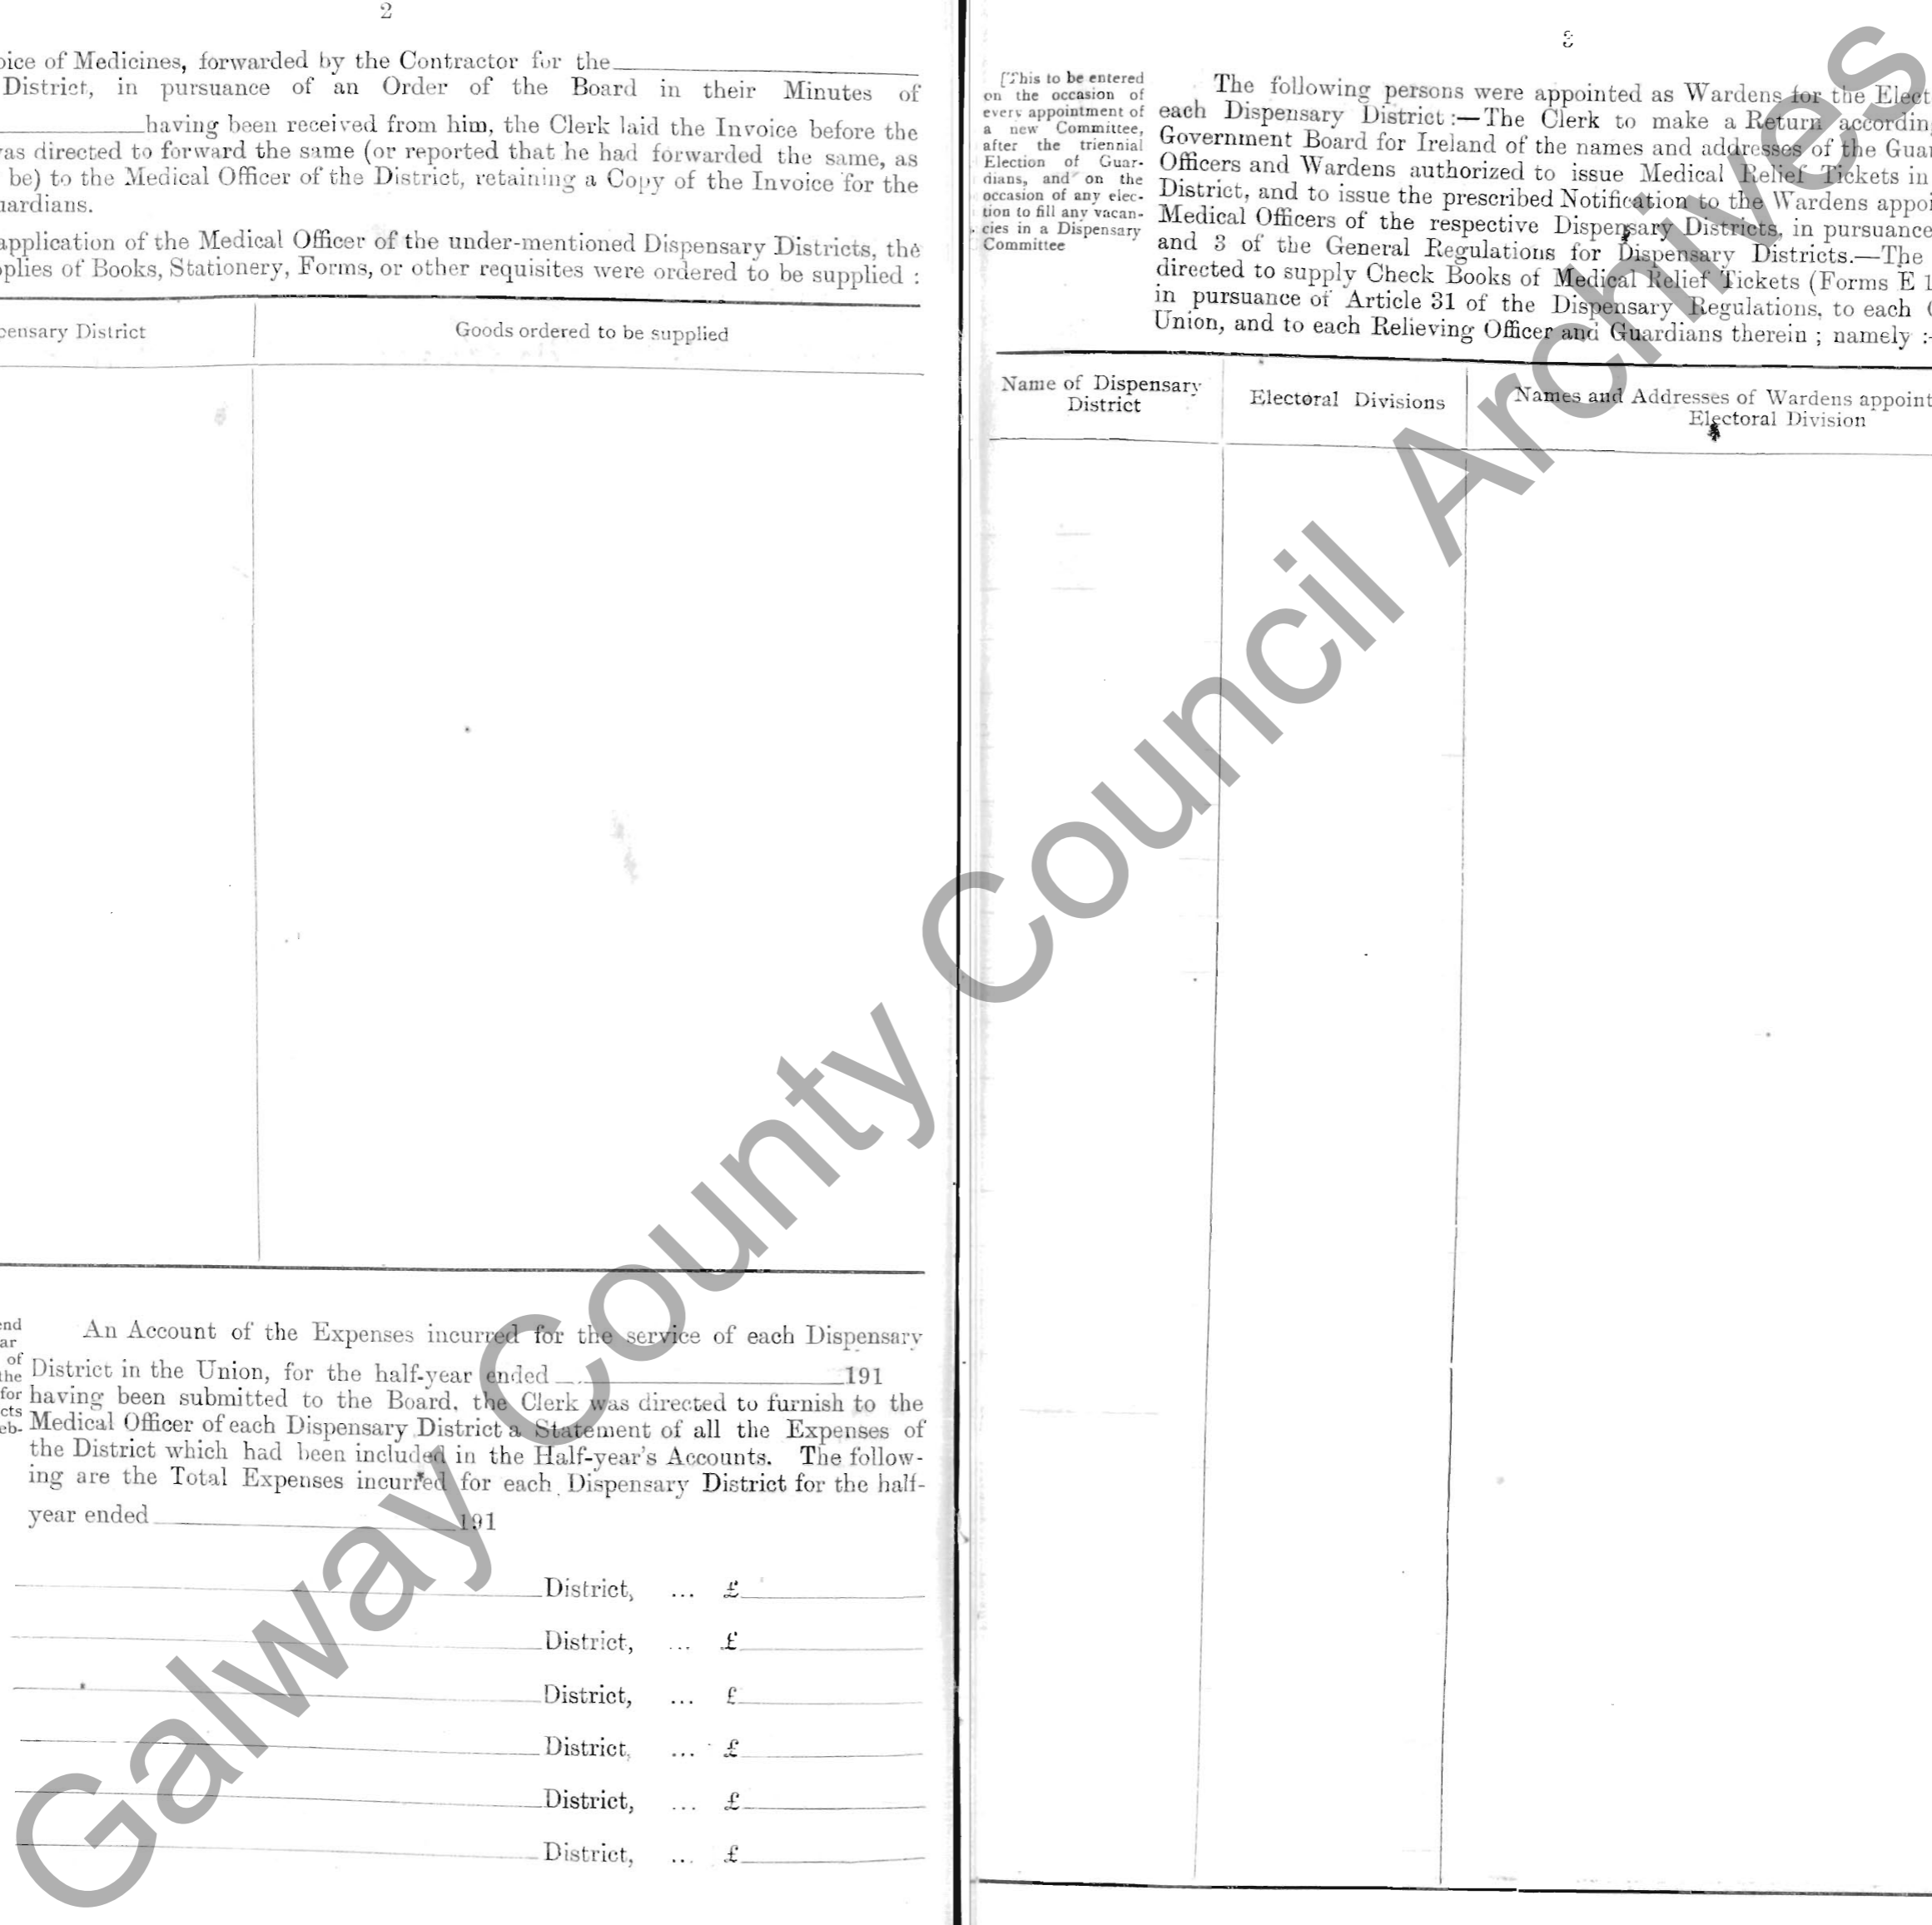 2
oice of Medicines, forwarded by the Contractor for the
District, in pursuance of an Order of the Board in their Minutes of
having been received from him, the Clerk laid the Invoice before the
as directed to forward the same (or reported that he had forwarded the same, as
be) to the Medical Officer of the District, retaining a Copy of the Invoice for the
uardians.
application of the Medical Officer of the under-mentioned Dispensary Districts, the
pplies of Books, Stationery, Forms, or other requisites were ordered to be supplied :
pensary District
Goods ordered to be supplied
end
ar
of
the
for
cts
eb-
An Account of the Expenses incurred for the service of each Dispensary
District in the Union, for the half-year ended 191
having been submitted to the Board, the Clerk was directed to furnish to the
Medical Officer of each Dispensary District a Statement of all the Expenses of
the District which had been included in the Half-year's Accounts. The follow-
ing are the Total Expenses incurred for each Dispensary District for the half-
year ended 191
District, ... £
District, ... £
District, ... £
District, ... £
District, ... £
District, ... £
3
[This to be entered
on the occasion of
every appointment of
a new Committee,
after the triennial
Election of Guar-
dians, and on the
occasion of any elec-
tion to fill any vacan-
cies in a Dispensary
Committee
The following persons were appointed as Wardens for the Elect
each Dispensary District :—The Clerk to make a Return accordin
Government Board for Ireland of the names and addresses of the Guar
Officers and Wardens authorized to issue Medical Relief Tickets in
District, and to issue the prescribed Notification to the Wardens appoi
Medical Officers of the respective Dispensary Districts, in pursuance
and 3 of the General Regulations for Dispensary Districts.—The
directed to supply Check Books of Medical Relief Tickets (Forms E 1
in pursuance of Article 31 of the Dispensary Regulations, to each
Union, and to each Relieving Officer and Guardians therein ; namely :-
Name of Dispensary
District
Electoral Divisions
Names and Addresses of Wardens appoint
Electoral Division
Galway County Council Archives